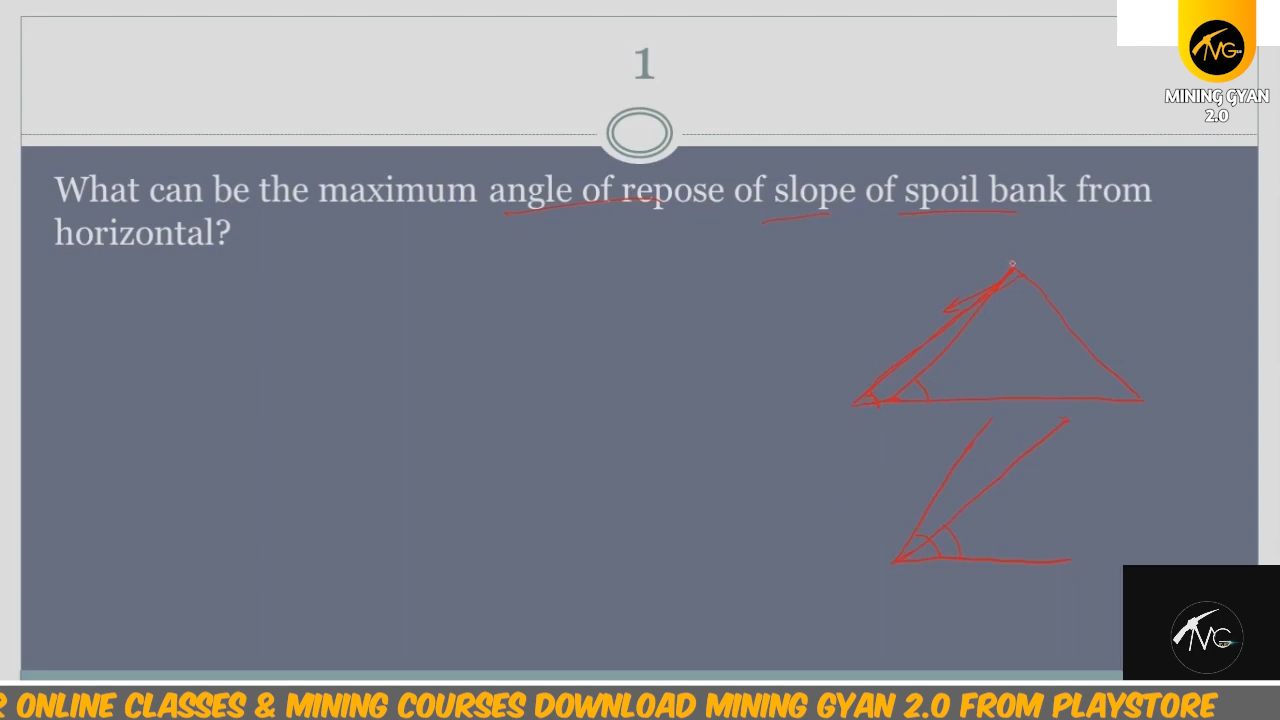 1
MINING GYAN
2.0
What can be the maximum angle of repose of slope of spoil bank from
horizontal?
ONLINE CLASSES & MINING COURSES DOWNLOAD MINING GYAN 2.0 FROM PLAYSTORE